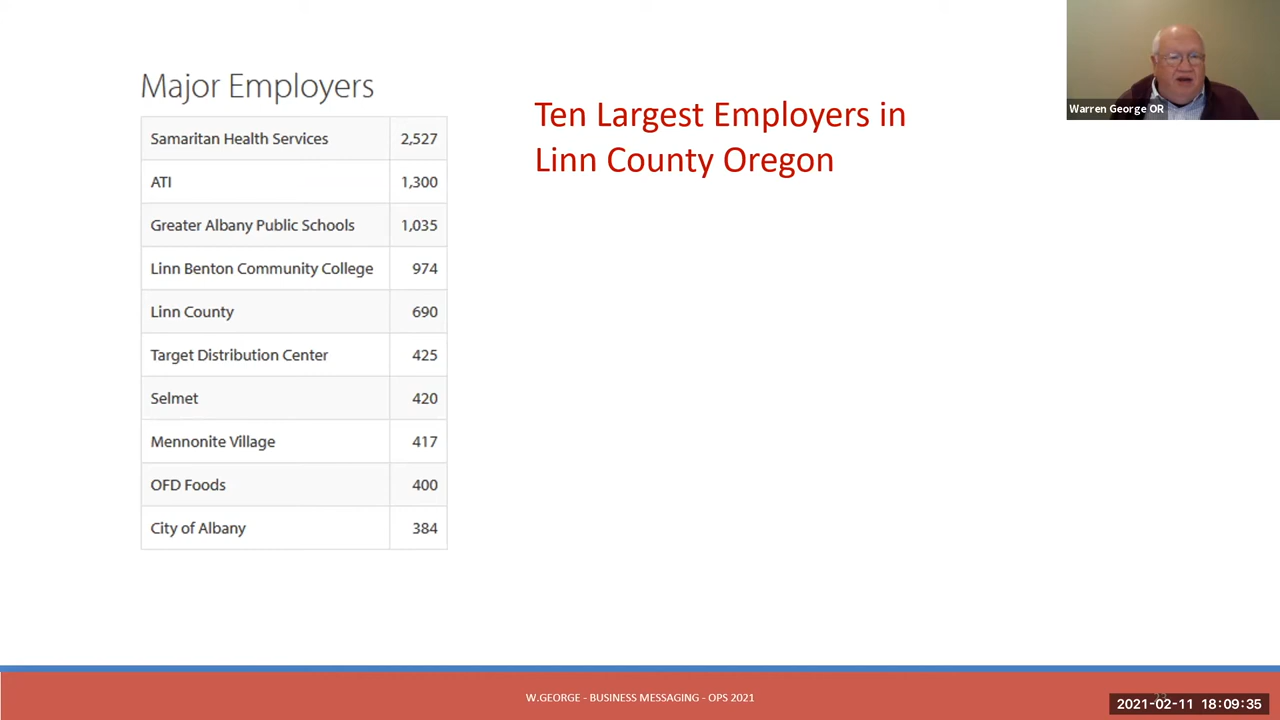 Major Employers
Samaritan Health Services 2,527
ATI 1,300
Greater Albany Public Schools 1,035
Linn Benton Community College 974
Linn County 690
Target Distribution Center 425
Selmet 420
Mennonite Village 417
OFD Foods 400
City of Albany 384
Ten Largest Employers in
Linn County Oregon
Warren George OR
W.GEORGE - BUSINESS MESSAGING - OPS 2021
2021-02-11 18:09:35